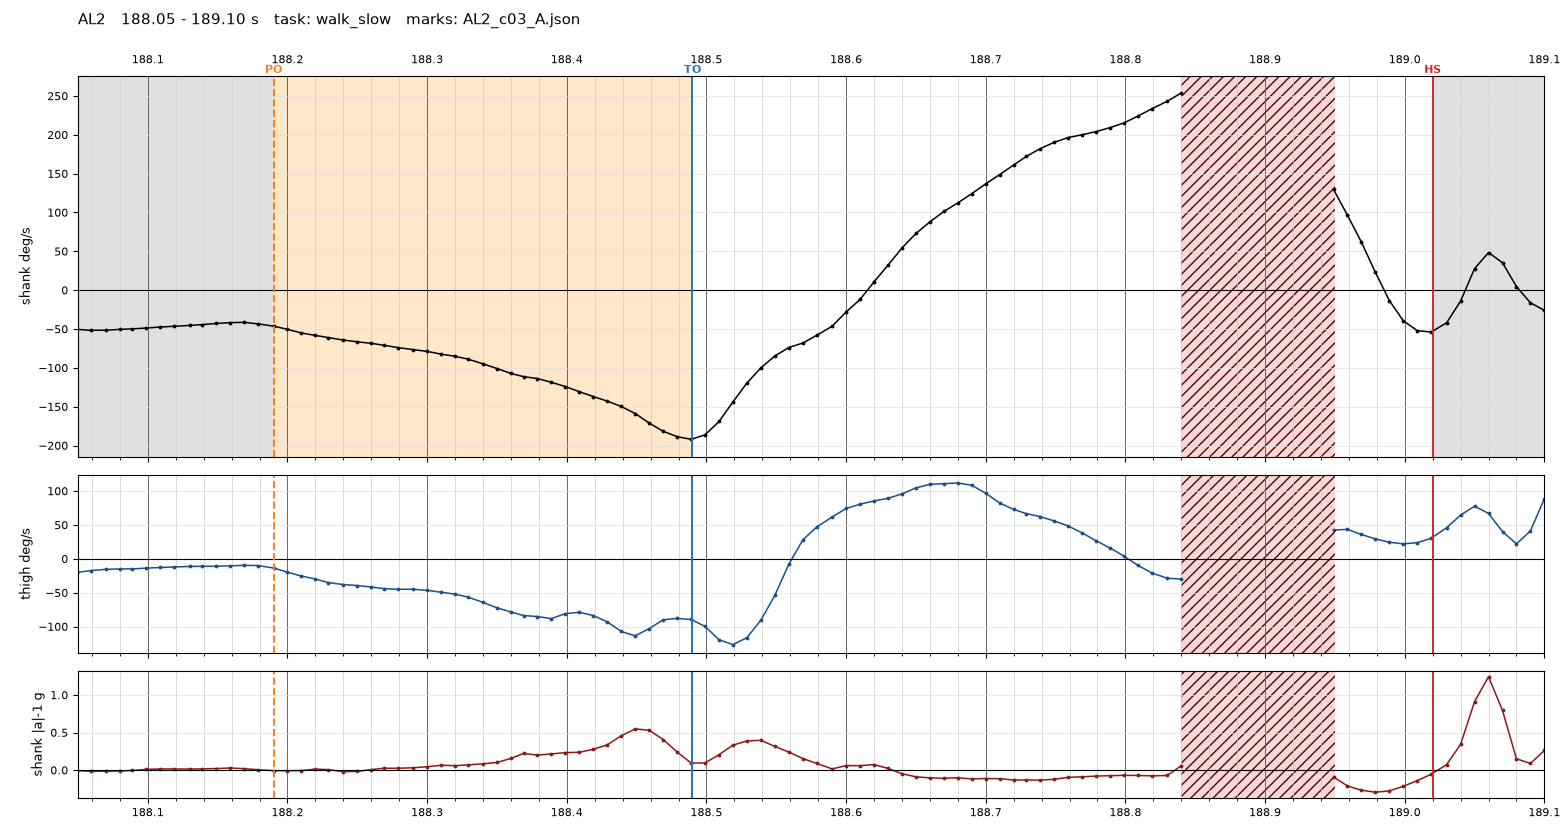 AL2   188.05 - 189.10 s   task: walk_slow   marks: AL2_c03_A.json
188.1 188.2 188.3 188.4 188.5 188.6 188.7 188.8 188.9 189.0 189.1
PO TO HS
250
200
150
100
50
0
−50
−100
−150
−200
shank deg/s
100
50
0
−50
−100
thigh deg/s
1.0
0.5
0.0
shank |a|-1 g
188.1 188.2 188.3 188.4 188.5 188.6 188.7 188.8 188.9 189.0 189.1